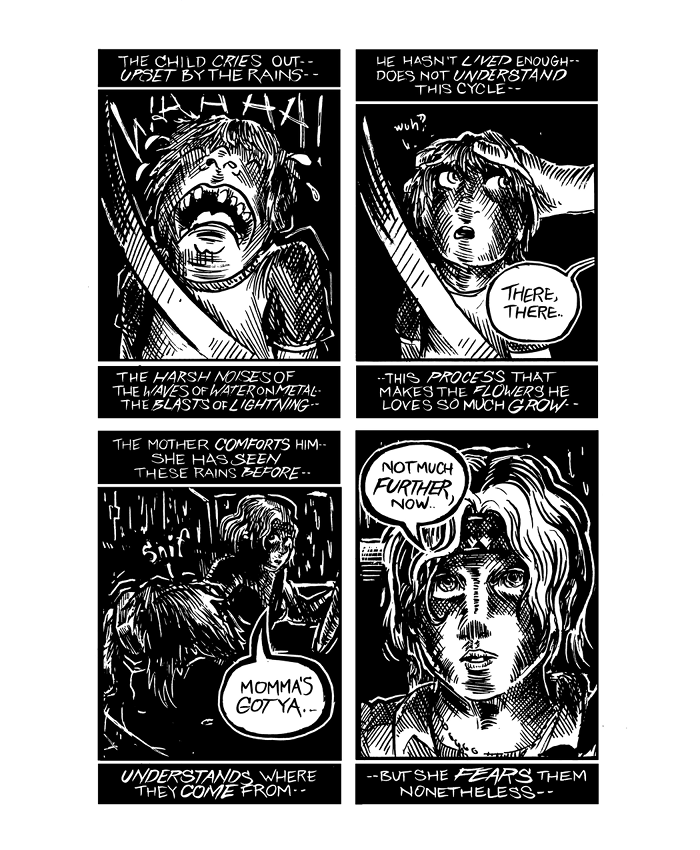 THE CHILD CRIES OUT--
UPSET BY THE RAINS--
WAHHAA!
THE HARSH NOISES OF
THE WAVES OF WATER ON METAL-
THE BLASTS OF LIGHTNING--
HE HASN'T LIVED ENOUGH--
DOES NOT UNDERSTAND
THIS CYCLE--
wuh?
THERE,
THERE..
--THIS PROCESS THAT
MAKES THE FLOWERS HE
LOVES SO MUCH GROW--
THE MOTHER COMFORTS HIM--
SHE HAS SEEN
THESE RAINS BEFORE--
Snif
MOMMA'S
GOT YA...
UNDERSTANDS WHERE
THEY COME FROM--
NOT MUCH
FURTHER,
NOW..
--BUT SHE FEARS THEM
NONETHELESS--